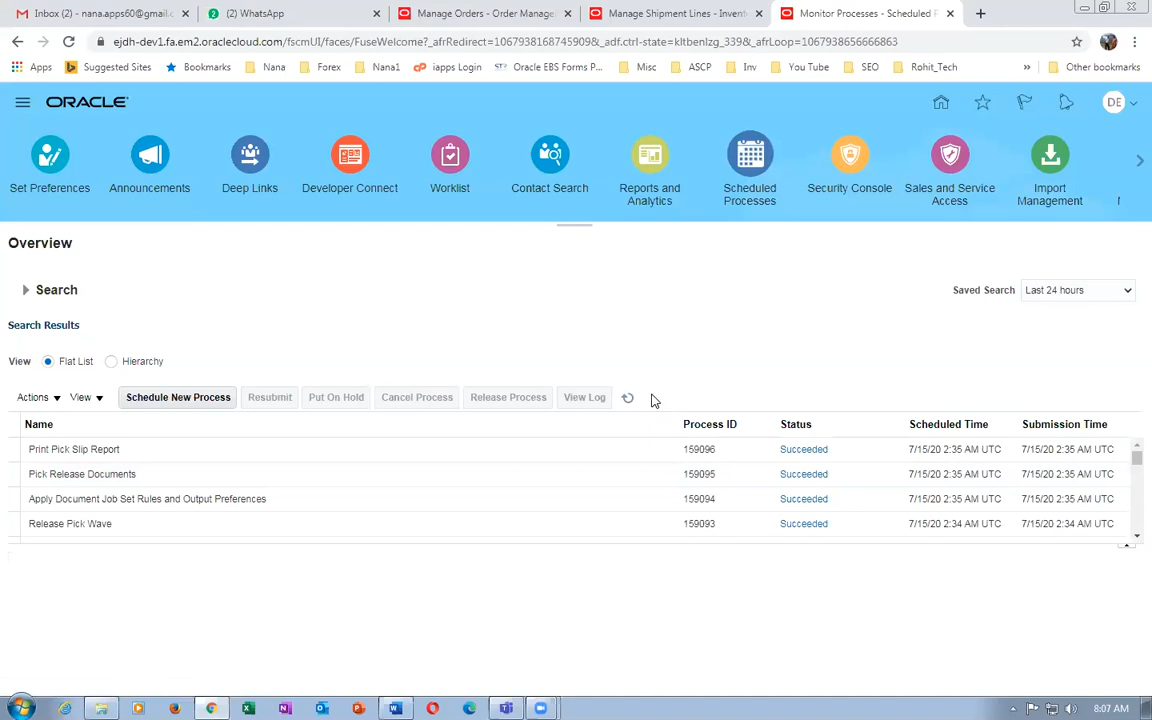 Inbox (2) - nana.apps60@gmail.c
2
(2) WhatsApp
Manage Orders - Order Manage
Manage Shipment Lines - Invent
Monitor Processes - Scheduled P
ejdh-dev1.fa.em2.oraclecloud.com/fscmUI/faces/FuseWelcome?_afrRedirect=10679381687459098&_adf.ctrl-state=kltbenlzg_339&_afrLoop=1067938656666863
Apps
Suggested Sites
Bookmarks
Nana
Forex
Nana1
iapps Login
Oracle EBS Forms P...
Misc
ASCP
Inv
You Tube
SEO
Rohit_Tech
»
Other bookmarks
ORACLE
DE
Set Preferences
Announcements
Deep Links
Developer Connect
Worklist
Contact Search
Reports and Analytics
Scheduled Processes
Security Console
Sales and Service Access
Import Management
Overview
Search
Saved Search Last 24 hours
Search Results
View Flat List Hierarchy
Actions View Schedule New Process Resubmit Put On Hold Cancel Process Release Process View Log
Name Process ID Status Scheduled Time Submission Time
Print Pick Slip Report 159096 Succeeded 7/15/20 2:35 AM UTC 7/15/20 2:35 AM UTC
Pick Release Documents 159095 Succeeded 7/15/20 2:35 AM UTC 7/15/20 2:35 AM UTC
Apply Document Job Set Rules and Output Preferences 159094 Succeeded 7/15/20 2:35 AM UTC 7/15/20 2:35 AM UTC
Release Pick Wave 159093 Succeeded 7/15/20 2:34 AM UTC 7/15/20 2:34 AM UTC
8:07 AM